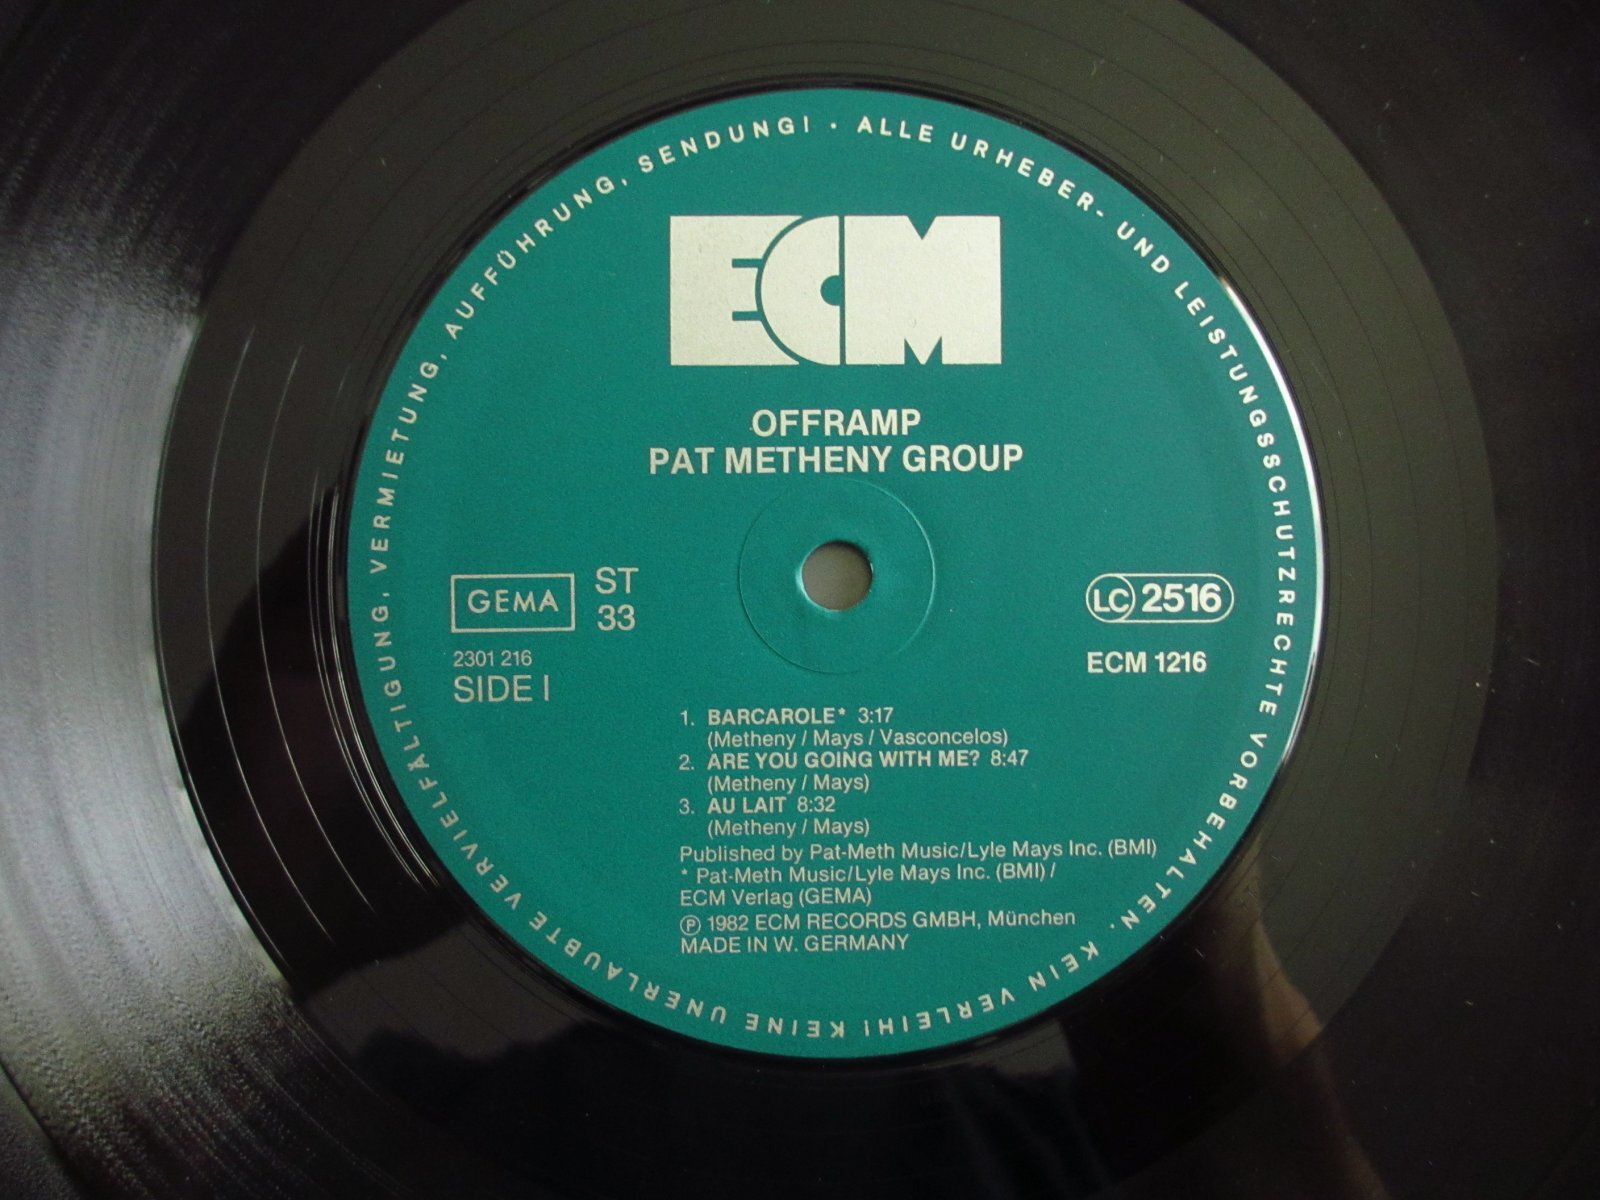 ALLE URHEBER- UND LEISTUNGSSCHUTZRECHTE VORBEHALTEN · KEIN VERLEIH! KEINE UNERLAUBTE VERVIELFÄLTIGUNG, VERMIETUNG, AUFFÜHRUNG, SENDUNG! ·
ECM
OFFRAMP
PAT METHENY GROUP
GEMA
ST
33
LC 2516
2301 216
SIDE I
ECM 1216
1. BARCAROLE* 3:17
(Metheny / Mays / Vasconcelos)
2. ARE YOU GOING WITH ME? 8:47
(Metheny / Mays)
3. AU LAIT 8:32
(Metheny / Mays)
Published by Pat-Meth Music/Lyle Mays Inc. (BMI)
* Pat-Meth Music/Lyle Mays Inc. (BMI) /
ECM Verlag (GEMA)
℗ 1982 ECM RECORDS GMBH, München
MADE IN W. GERMANY